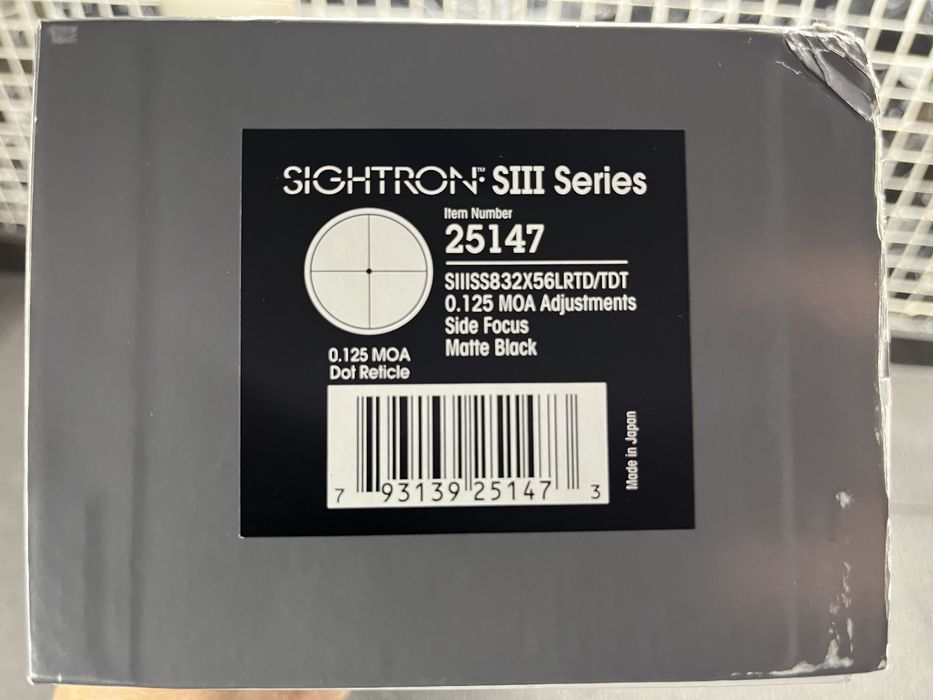 SIGHTRON™ SIII Series
Item Number
25147
SIIISS832X56LRTD/TDT
0.125 MOA Adjustments
Side Focus
Matte Black
0.125 MOA
Dot Reticle
7 93139 25147 3
Made in Japan